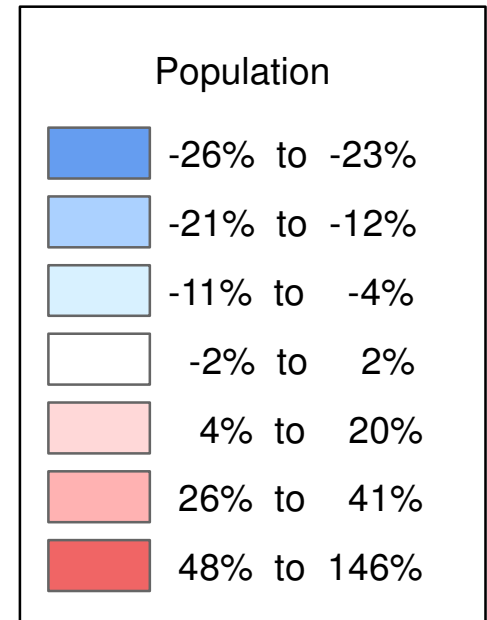 Population
-26% to -23%
-21% to -12%
-11% to -4%
-2% to 2%
4% to 20%
26% to 41%
48% to 146%